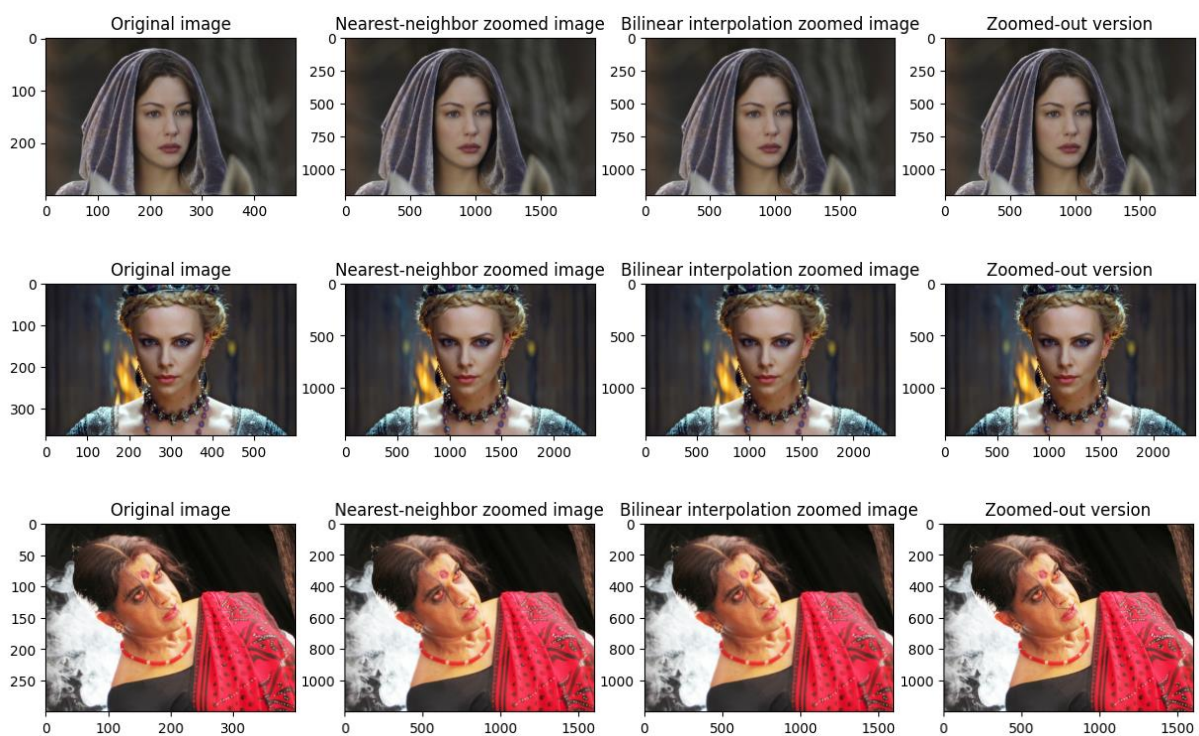 Original image Nearest-neighbor zoomed image Bilinear interpolation zoomed image Zoomed-out version
0 0 0 0
100 250 250 250
200 500 500 500
750 750 750
1000 1000 1000
0 100 200 300 400 0 500 1000 1500 0 500 1000 1500 0 500 1000 1500
Original image Nearest-neighbor zoomed image Bilinear interpolation zoomed image Zoomed-out version
0 0 0 0
100 500 500 500
200 1000 1000 1000
300
0 100 200 300 400 500 0 500 1000 1500 2000 0 500 1000 1500 2000 0 500 1000 1500 2000
Original image Nearest-neighbor zoomed image Bilinear interpolation zoomed image Zoomed-out version
0 0 0 0
50 200 200 200
100 400 400 400
150 600 600 600
200 800 800 800
250 1000 1000 1000
0 100 200 300 0 500 1000 1500 0 500 1000 1500 0 500 1000 1500